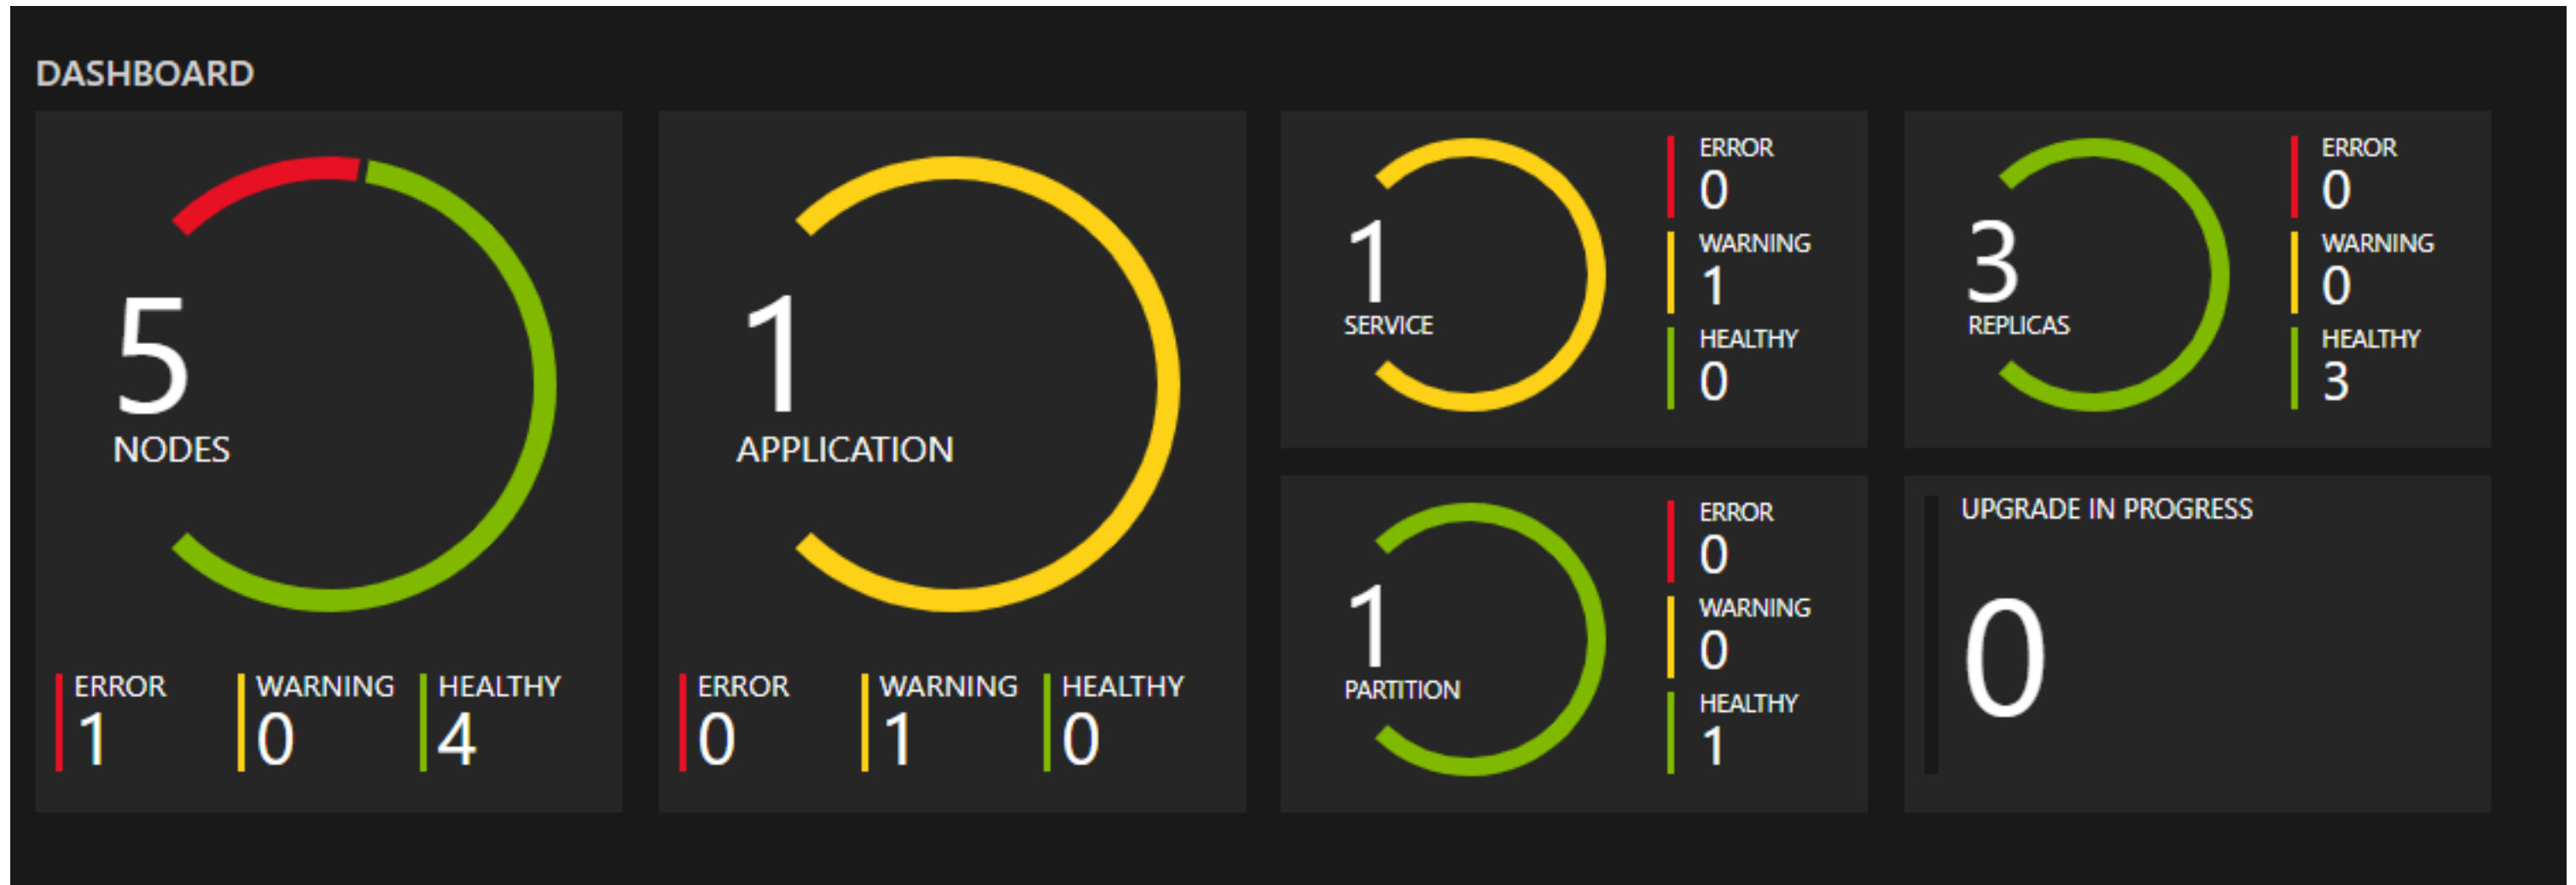 DASHBOARD
5
NODES
ERROR
1
WARNING
0
HEALTHY
4
1
APPLICATION
ERROR
0
WARNING
1
HEALTHY
0
1
SERVICE
ERROR
0
WARNING
1
HEALTHY
0
3
REPLICAS
ERROR
0
WARNING
0
HEALTHY
3
1
PARTITION
ERROR
0
WARNING
0
HEALTHY
1
UPGRADE IN PROGRESS
0